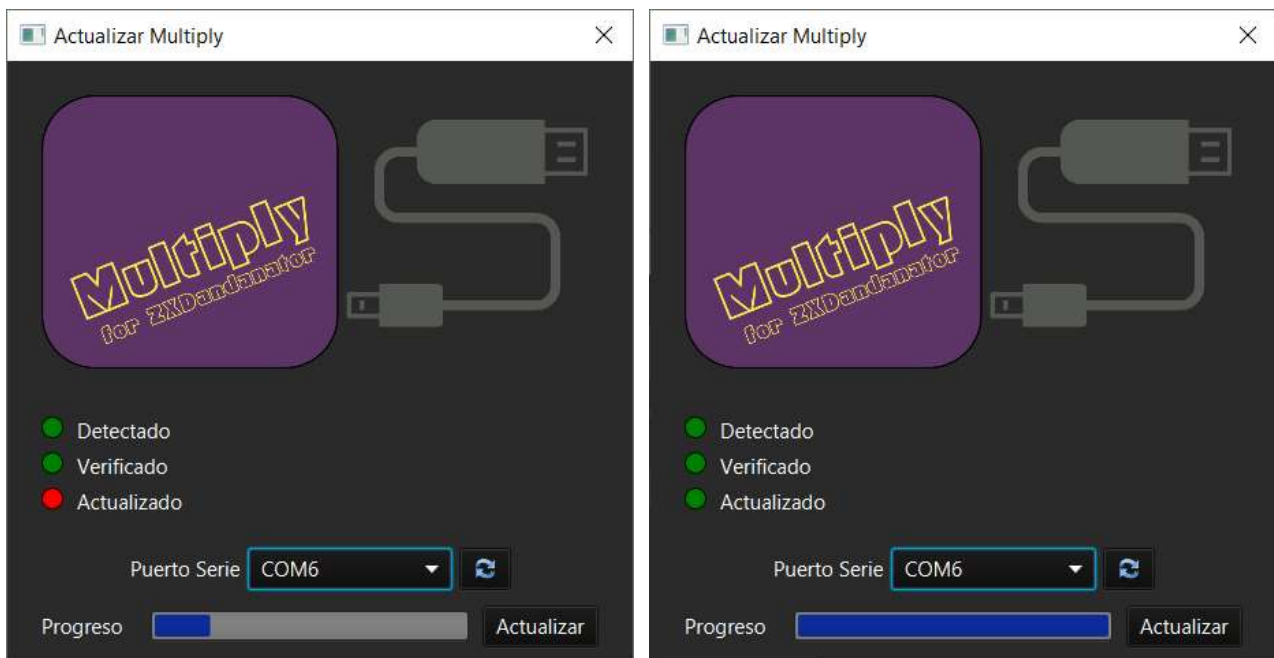 Actualizar Multiply
Multiply
for ZXDandanator
Detectado
Verificado
Actualizado
Puerto Serie COM6
Progreso Actualizar
Actualizar Multiply
Multiply
for ZXDandanator
Detectado
Verificado
Actualizado
Puerto Serie COM6
Progreso Actualizar